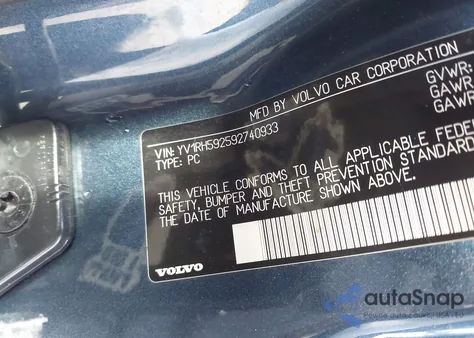 MFD BY VOLVO CAR CORPORATION
VIN: YV1RH592592740933
TYPE: PC
GVWR:
GAWR
GAWR
THIS VEHICLE CONFORMS TO ALL APPLICABLE FEDE
SAFETY, BUMPER AND THEFT PREVENTION STANDARD
THE DATE OF MANUFACTURE SHOWN ABOVE.
VOLVO
autoSnap